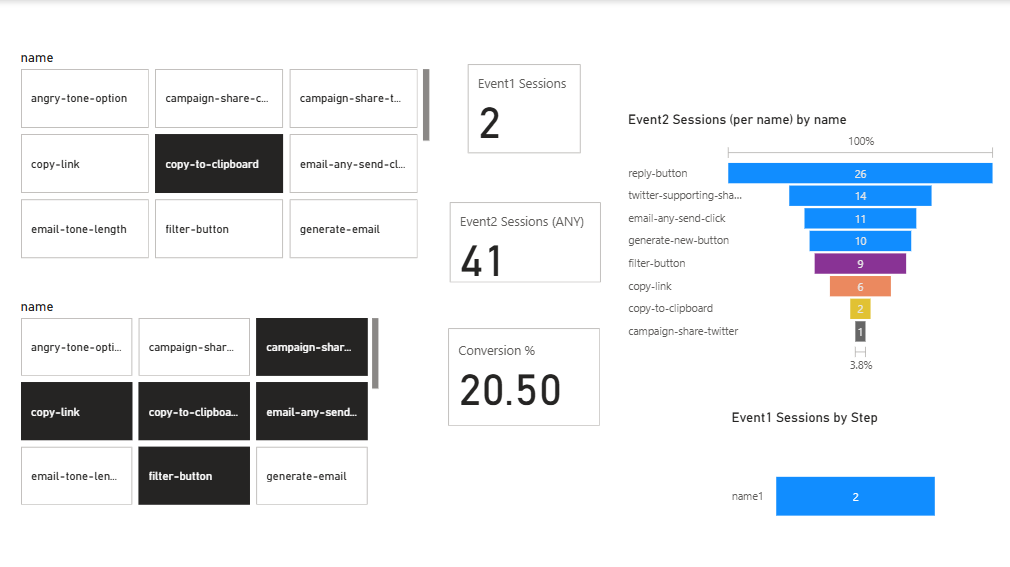 name
angry-tone-option
campaign-share-c...
campaign-share-t...
copy-link
copy-to-clipboard
email-any-send-cl...
email-tone-length
filter-button
generate-email
name
angry-tone-opti...
campaign-shar...
campaign-shar...
copy-link
copy-to-clipboa...
email-any-send...
email-tone-len...
filter-button
generate-email
Event1 Sessions
2
Event2 Sessions (ANY)
41
Conversion %
20.50
Event2 Sessions (per name) by name
100%
reply-button 26
twitter-supporting-sha... 14
email-any-send-click 11
generate-new-button 10
filter-button 9
copy-link 6
copy-to-clipboard 2
campaign-share-twitter 1
3.8%
Event1 Sessions by Step
name1 2